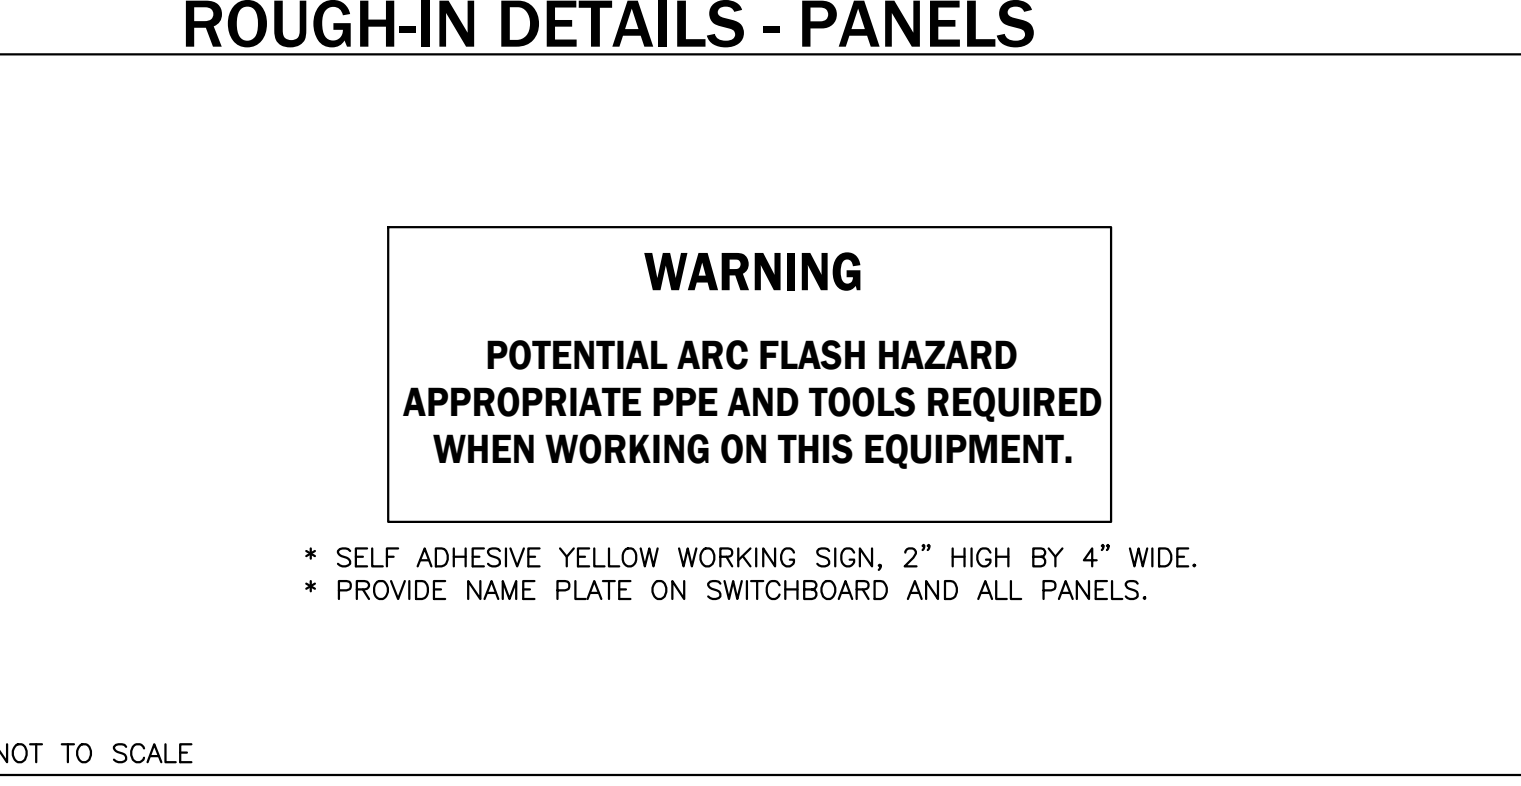 ROUGH-IN DETAILS - PANELS
WARNING
POTENTIAL ARC FLASH HAZARD
APPROPRIATE PPE AND TOOLS REQUIRED
WHEN WORKING ON THIS EQUIPMENT.
* SELF ADHESIVE YELLOW WORKING SIGN, 2" HIGH BY 4" WIDE.
* PROVIDE NAME PLATE ON SWITCHBOARD AND ALL PANELS.
NOT TO SCALE